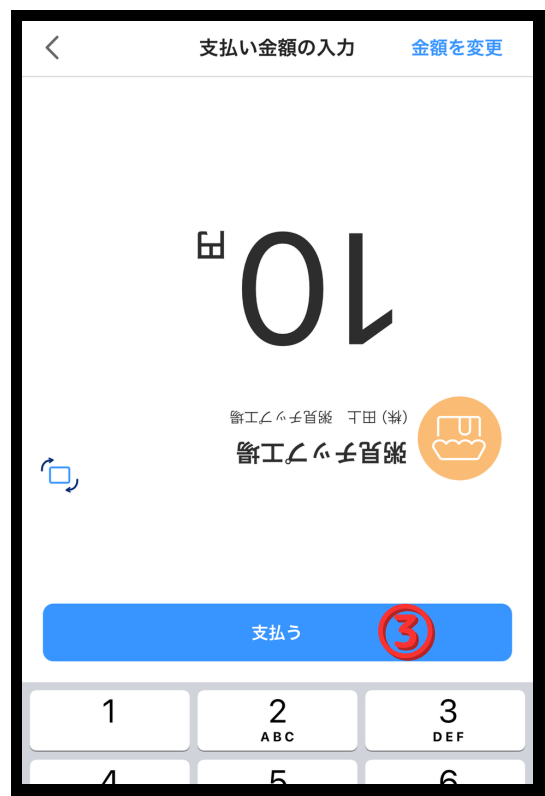 支払い金額の入力 金額を変更
10円
粥見チップ工場
(株)田上 粥見チップ工場
支払う ③
1 2 3
ABC DEF
4 5 6